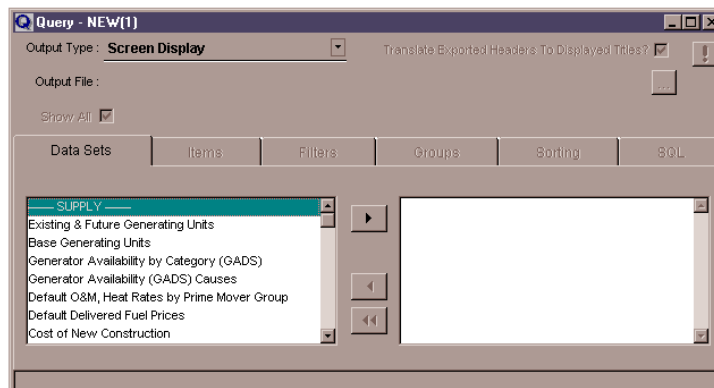 Query - NEW(1)
Output Type : Screen Display
Translate Exported Headers To Displayed Titles?
Output File :
...
Show All
Data Sets
Items
Filters
Groups
Sorting
SQL
—— SUPPLY ——
Existing & Future Generating Units
Base Generating Units
Generator Availability by Category (GADS)
Generator Availability (GADS) Causes
Default O&M, Heat Rates by Prime Mover Group
Default Delivered Fuel Prices
Cost of New Construction